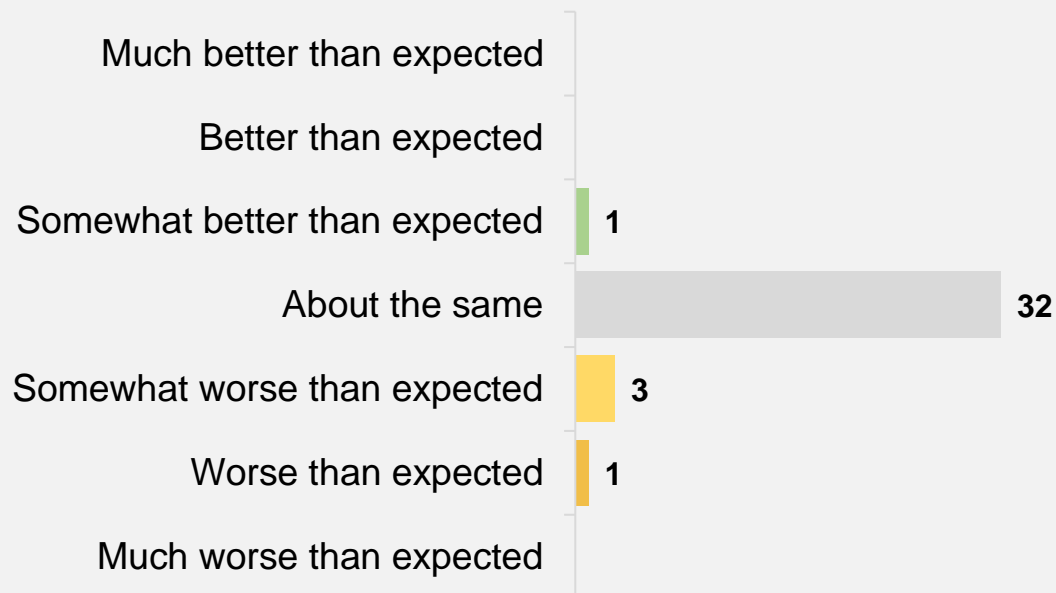 Much better than expected
Better than expected
Somewhat better than expected 1
About the same 32
Somewhat worse than expected 3
Worse than expected 1
Much worse than expected